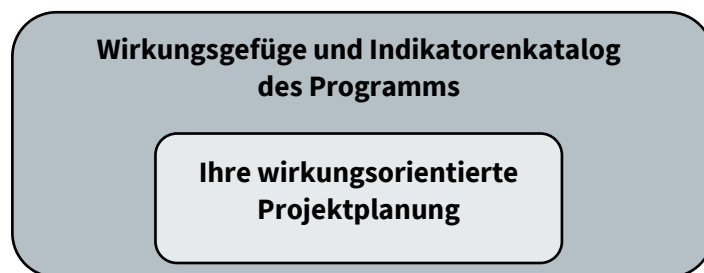 Wirkungsgefüge und Indikatorenkatalog
des Programms
Ihre wirkungsorientierte
Projektplanung